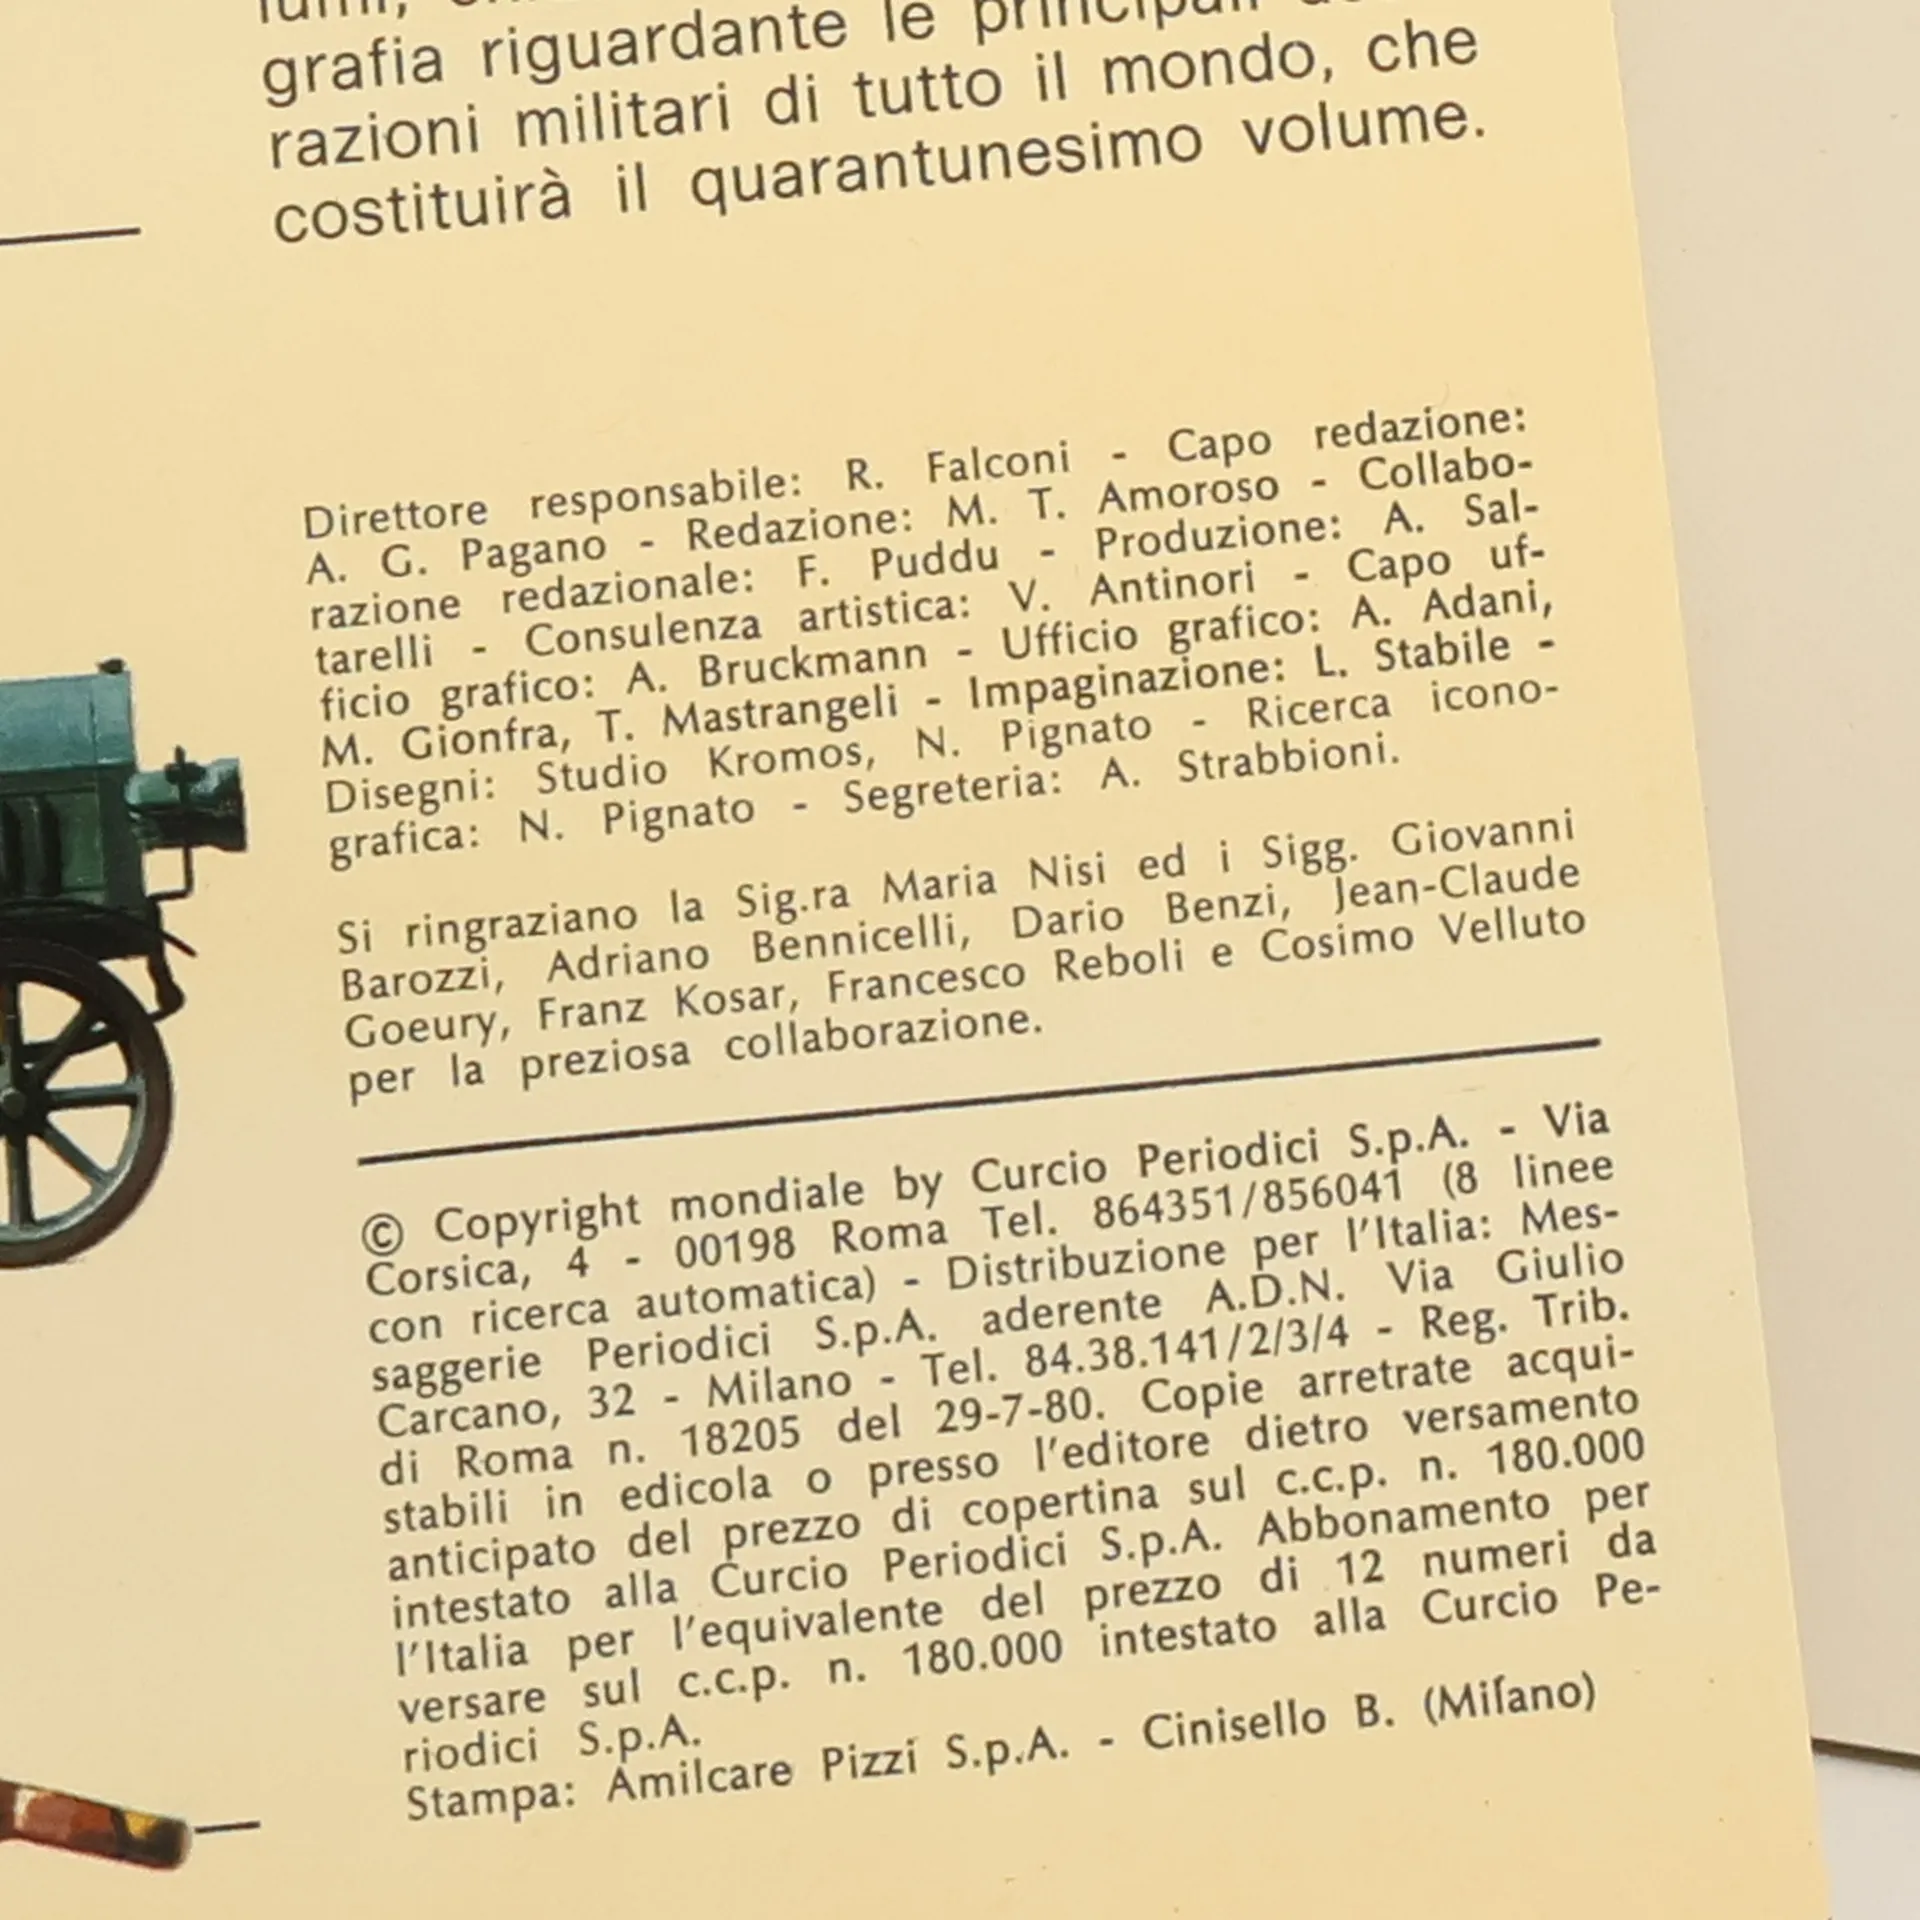 grafia riguardante le principali
razioni militari di tutto il mondo, che
costituirà il quarantunesimo volume.
Direttore responsabile: R. Falconi - Capo redazione:
A. G. Pagano - Redazione: M. T. Amoroso - Collabo-
razione redazionale: F. Puddu - Produzione: A. Sal-
tarelli - Consulenza artistica: V. Antinori - Capo uf-
ficio grafico: A. Bruckmann - Ufficio grafico: A. Adani,
M. Gionfra, T. Mastrangeli - Impaginazione: L. Stabile -
Disegni: Studio Kromos, N. Pignato - Ricerca icono-
grafica: N. Pignato - Segreteria: A. Strabbioni.
Si ringraziano la Sig.ra Maria Nisi ed i Sigg. Giovanni
Barozzi, Adriano Bennicelli, Dario Benzi, Jean-Claude
Goeury, Franz Kosar, Francesco Reboli e Cosimo Velluto
per la preziosa collaborazione.
© Copyright mondiale by Curcio Periodici S.p.A. - Via
Corsica, 4 - 00198 Roma Tel. 864351/856041 (8 linee
con ricerca automatica) - Distribuzione per l'Italia: Mes-
saggerie Periodici S.p.A. aderente A.D.N. Via Giulio
Carcano, 32 - Milano - Tel. 84.38.141/2/3/4 - Reg. Trib.
di Roma n. 18205 del 29-7-80. Copie arretrate acqui-
stabili in edicola o presso l'editore dietro versamento
anticipato del prezzo di copertina sul c.c.p. n. 180.000
intestato alla Curcio Periodici S.p.A. Abbonamento per
l'Italia per l'equivalente del prezzo di 12 numeri da
versare sul c.c.p. n. 180.000 intestato alla Curcio Pe-
riodici S.p.A.
Stampa: Amilcare Pizzi S.p.A. - Cinisello B. (Milano)